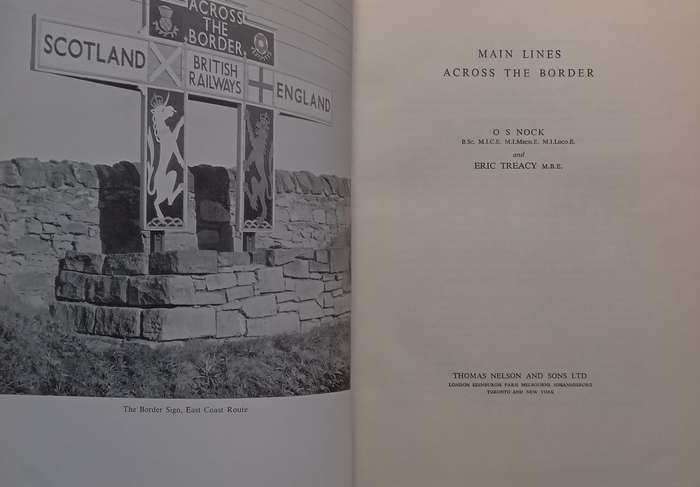 ACROSS
THE
BORDER
SCOTLAND
BRITISH
RAILWAYS
ENGLAND
The Border Sign, East Coast Route
MAIN LINES
ACROSS THE BORDER
O S NOCK
B.Sc. M.I.C.E. M.I.Mech.E. M.I.Loco.E.
and
ERIC TREACY M.B.E.
THOMAS NELSON AND SONS LTD
LONDON EDINBURGH PARIS MELBOURNE JOHANNESBURG
TORONTO AND NEW YORK